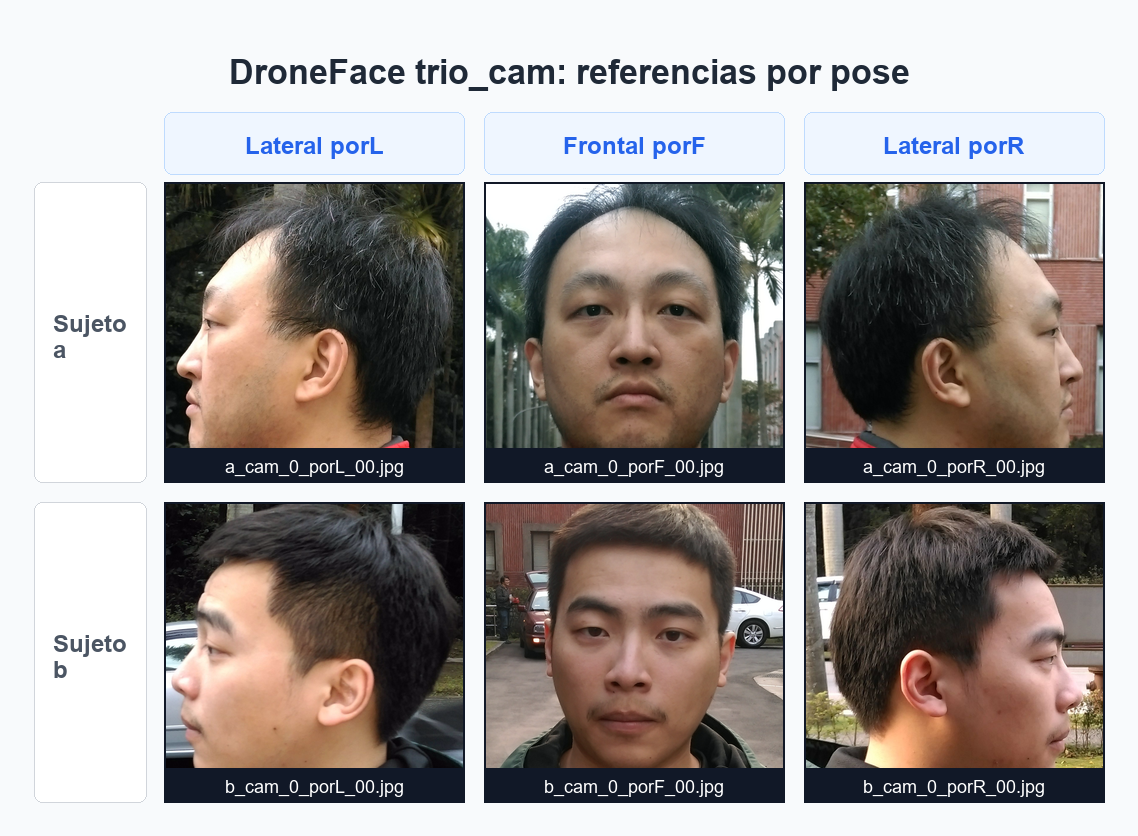 DroneFace trio_cam: referencias por pose
Lateral porL
Frontal porF
Lateral porR
Sujeto
a
a_cam_0_porL_00.jpg
a_cam_0_porF_00.jpg
a_cam_0_porR_00.jpg
Sujeto
b
b_cam_0_porL_00.jpg
b_cam_0_porF_00.jpg
b_cam_0_porR_00.jpg